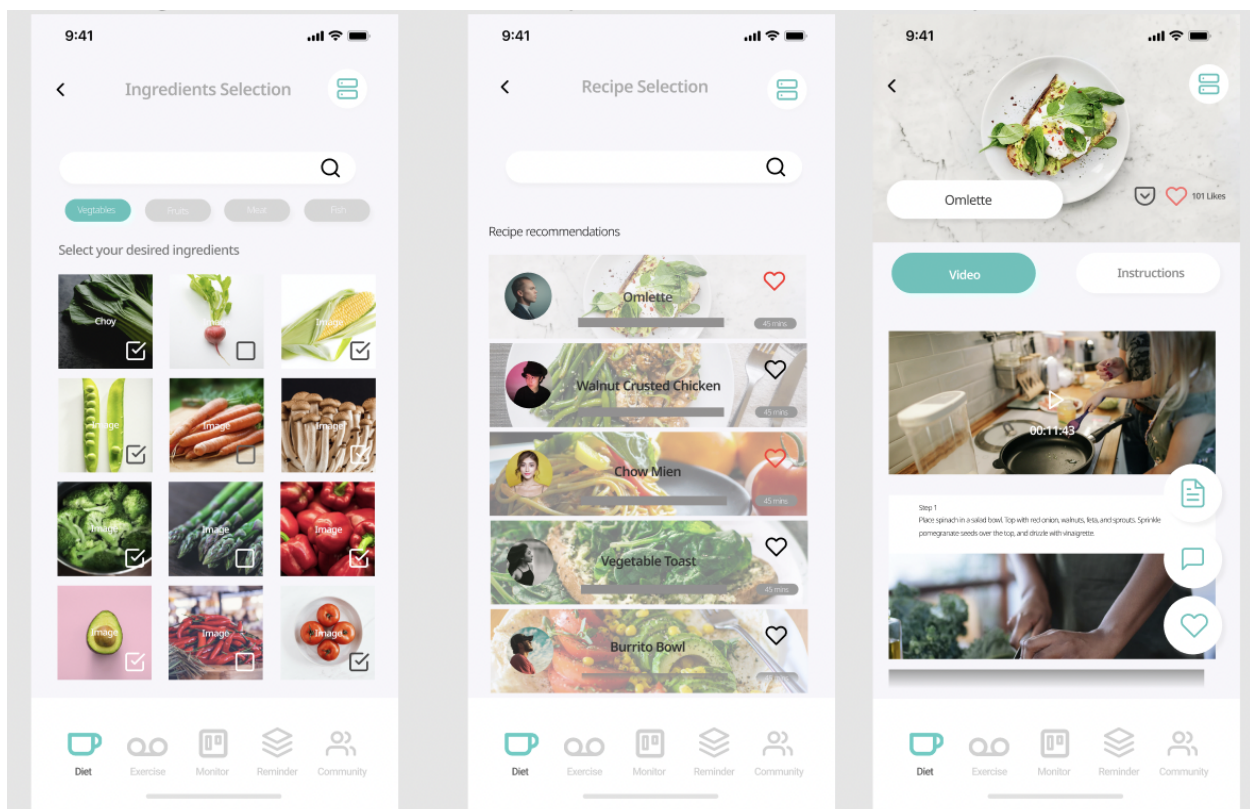 9:41
Ingredients Selection
Vegtables
Fruits
Meat
Fish
Select your desired ingredients
Choy
Image
Image
Image
Image
Image
Image
Image
Image
Image
Image
Diet
Exercise
Monitor
Reminder
Community
9:41
Recipe Selection
Recipe recommendations
Omlette
45 mins
Walnut Crusted Chicken
45 mins
Chow Mien
45 mins
Vegetable Toast
45 mins
Burrito Bowl
Diet
Exercise
Monitor
Reminder
Community
9:41
Omlette
101 Likes
Video
Instructions
00:11:43
Step 1
Place spinach in a salad bowl. Top with red onion, walnuts, feta, and sprouts. Sprinkle
pomegranate seeds over the top, and drizzle with vinaigrette.
Diet
Exercise
Monitor
Reminder
Community